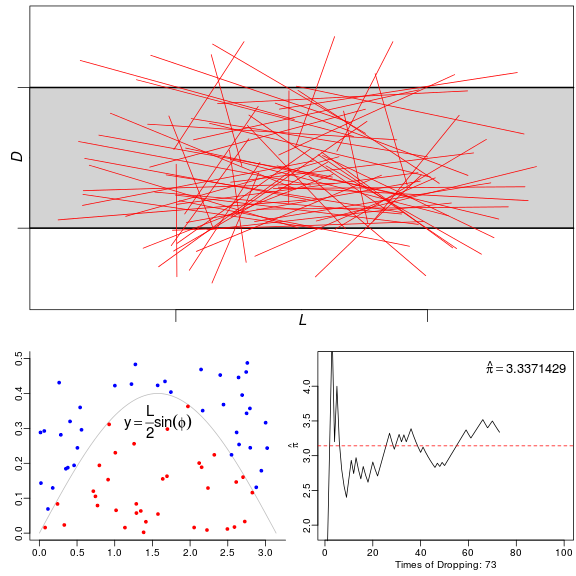 D
L
0.5
0.4
0.3
0.2
0.1
0.0
y = L/2 sin(ϕ)
0.0 0.5 1.0 1.5 2.0 2.5 3.0
π̂ = 3.3371429
4.0
3.5
3.0
2.5
2.0
π̂
0 20 40 60 80 100
Times of Dropping: 73